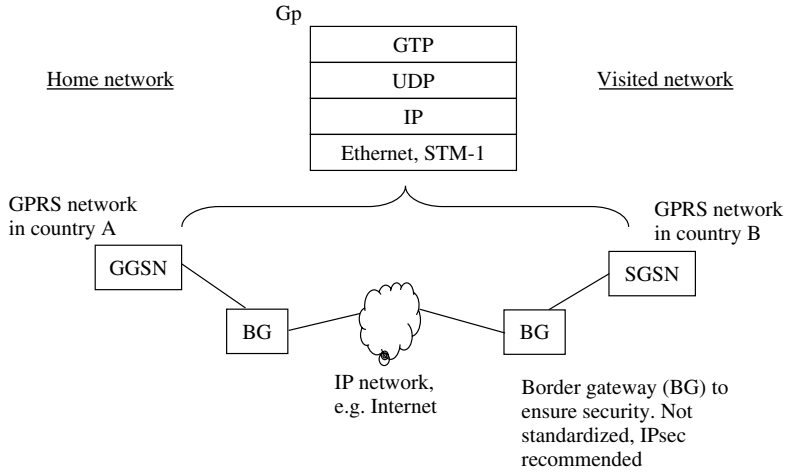 Gp
GTP
UDP
IP
Ethernet, STM-1
Home network
Visited network
GPRS network
in country A
GPRS network
in country B
GGSN
SGSN
BG
BG
IP network,
e.g. Internet
Border gateway (BG) to
ensure security. Not
standardized, IPsec
recommended